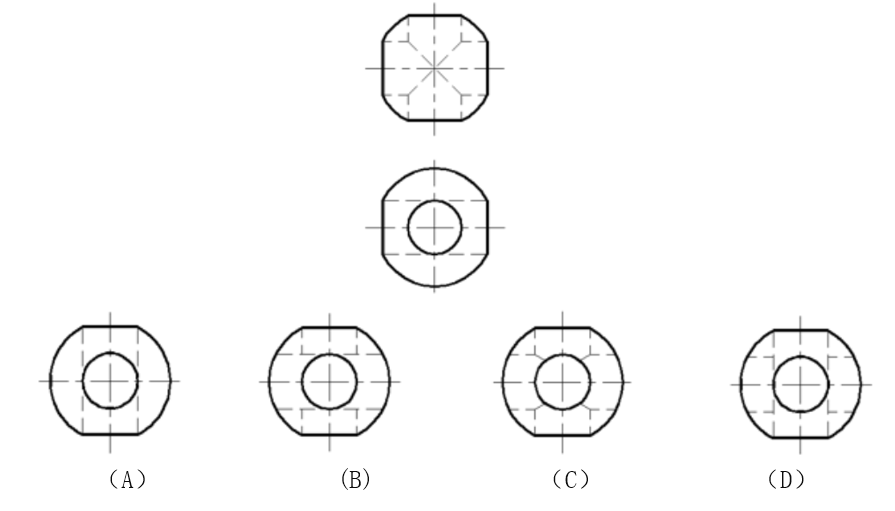 （A） （B） （C） （D）